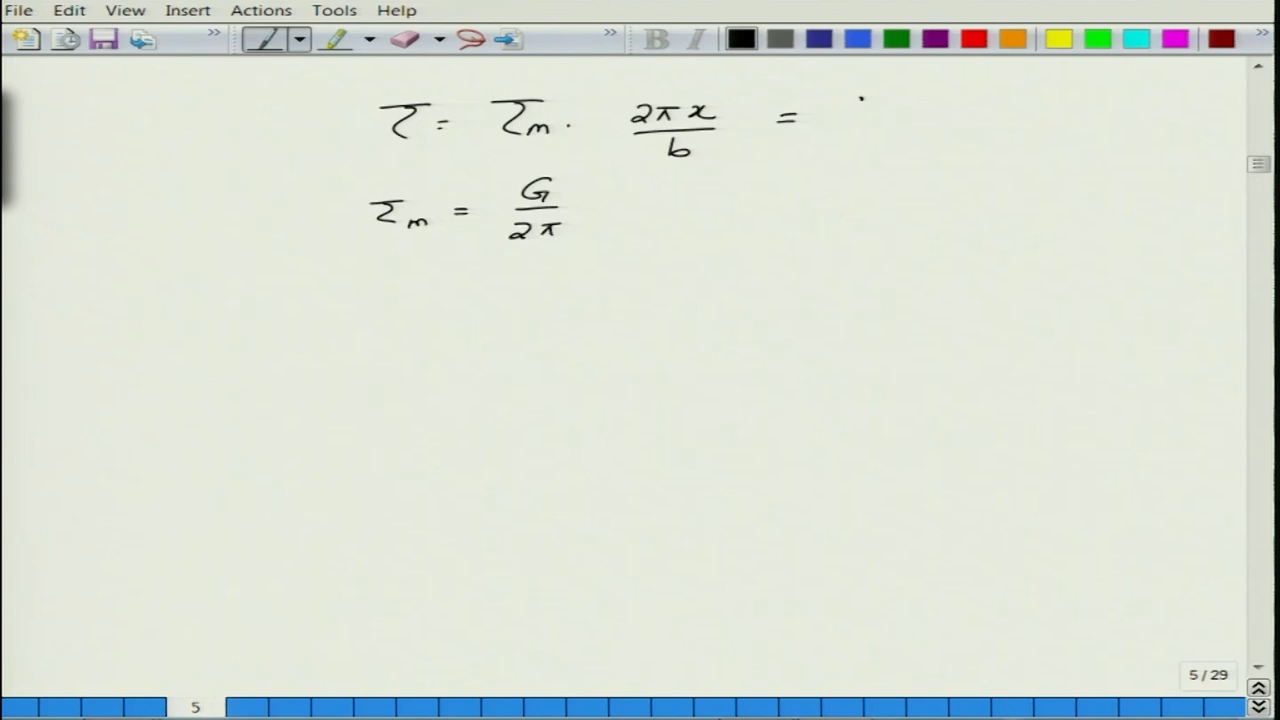 File Edit View Insert Actions Tools Help
B I
τ = τm · 2πx/b =
τm = G/2π
5 / 29
5